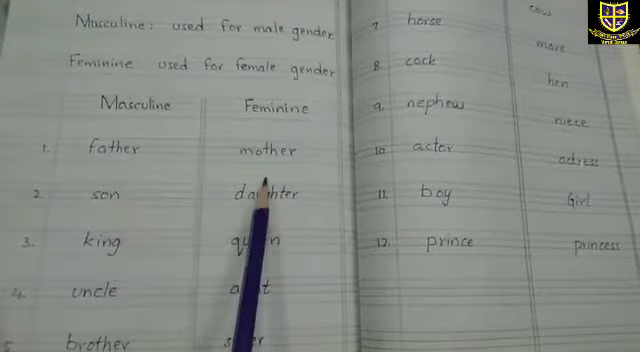 Masculine: used for male gender
Feminine: used for female gender
Masculine Feminine
1. father mother
2. son
3. king
4. uncle
5. brother
cow
7 horse mare
8. cock hen
9. nephew niece
10 actor actress
11. boy Girl
12. prince princess